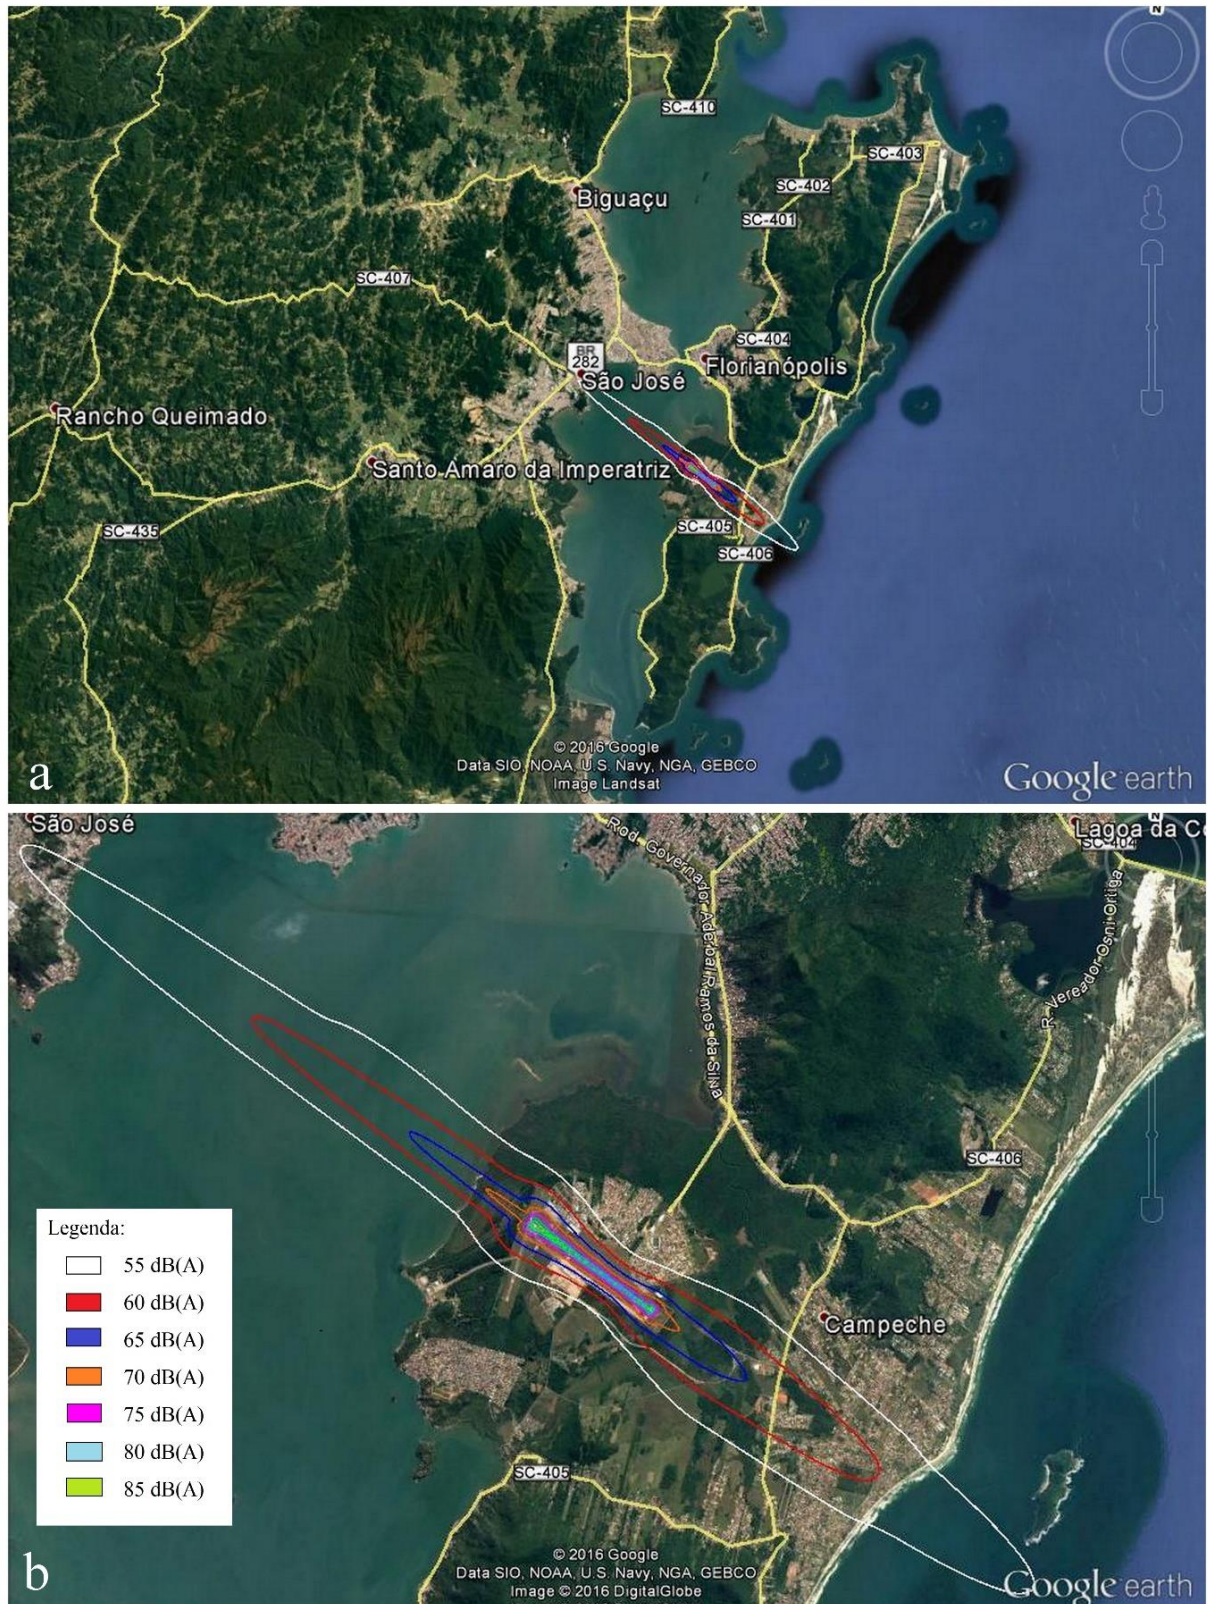 N
SC-410
SC-403
SC-402
Biguaçu
SC-401
SC-407
SC-404
BR
282
Florianópolis
São José
Rancho Queimado
Santo Amaro da Imperatriz
SC-405
SC-435
SC-406
© 2016 Google
Data SIO, NOAA, U.S. Navy, NGA, GEBCO
Image Landsat
Google earth
a
São José
Rod. Governador Aderbal Ramos da Silva
Lagoa da Co
SC-404
N
R. Vereador Osni Ortiga
SC-406
Legenda:
55 dB(A)
60 dB(A)
65 dB(A)
70 dB(A)
75 dB(A)
80 dB(A)
85 dB(A)
Campeche
SC-405
© 2016 Google
Data SIO, NOAA, U.S. Navy, NGA, GEBCO
Image © 2016 DigitalGlobe
Google earth
b